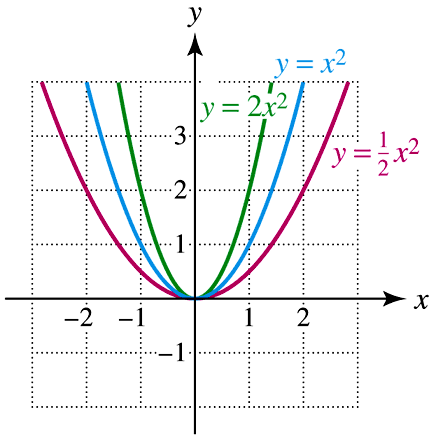 y
y = x²
y = 2x²
3
y = ½x²
2
1
x
−2 −1 1 2
−1